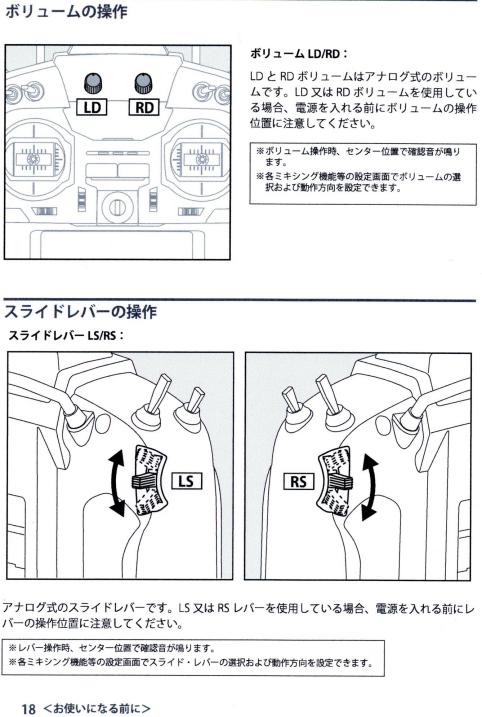 ボリュームの操作
LD
RD
ボリューム LD/RD：
LD と RD ボリュームはアナログ式のボリュー
ムです。LD 又は RD ボリュームを使用してい
る場合、電源を入れる前にボリュームの操作
位置に注意してください。
※ボリューム操作時、センター位置で確認音が鳴り
ます。
※各ミキシング機能等の設定画面でボリュームの選
択および動作方向を設定できます。
スライドレバーの操作
スライドレバー LS/RS：
LS
RS
アナログ式のスライドレバーです。LS 又は RS レバーを使用している場合、電源を入れる前にレ
バーの操作位置に注意してください。
※レバー操作時、センター位置で確認音が鳴ります。
※各ミキシング機能等の設定画面でスライド・レバーの選択および動作方向を設定できます。
18 ＜お使いになる前に＞